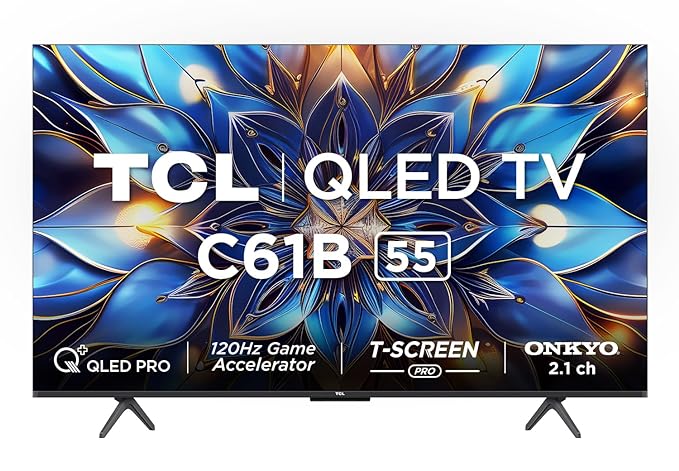 TCL | QLED TV
C61B 55
Q+ QLED PRO
120Hz Game
Accelerator
T-SCREEN
PRO
ONKYO
2.1 ch
TCL